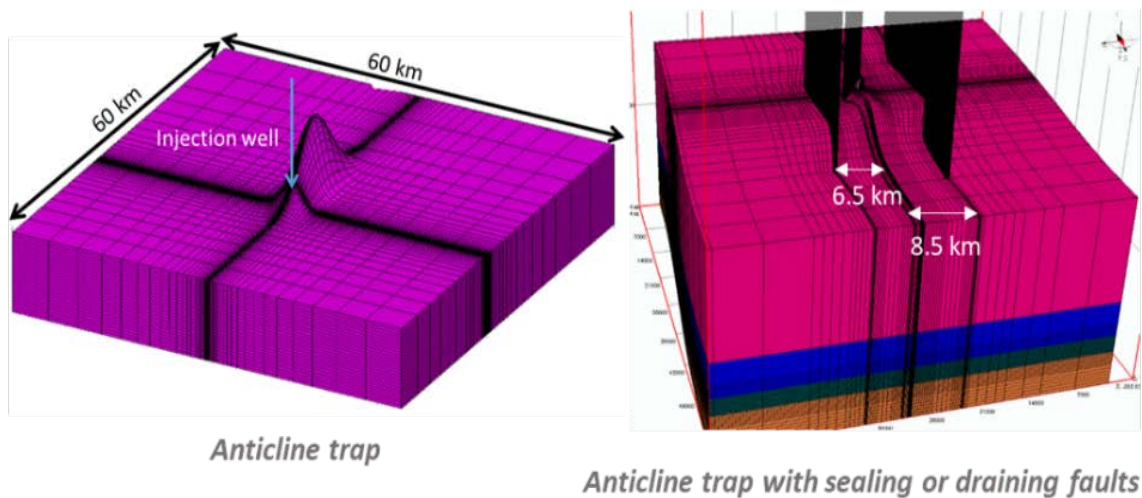 60 km
60 km
Injection well
6.5 km
8.5 km
Anticline trap
Anticline trap with sealing or draining faults